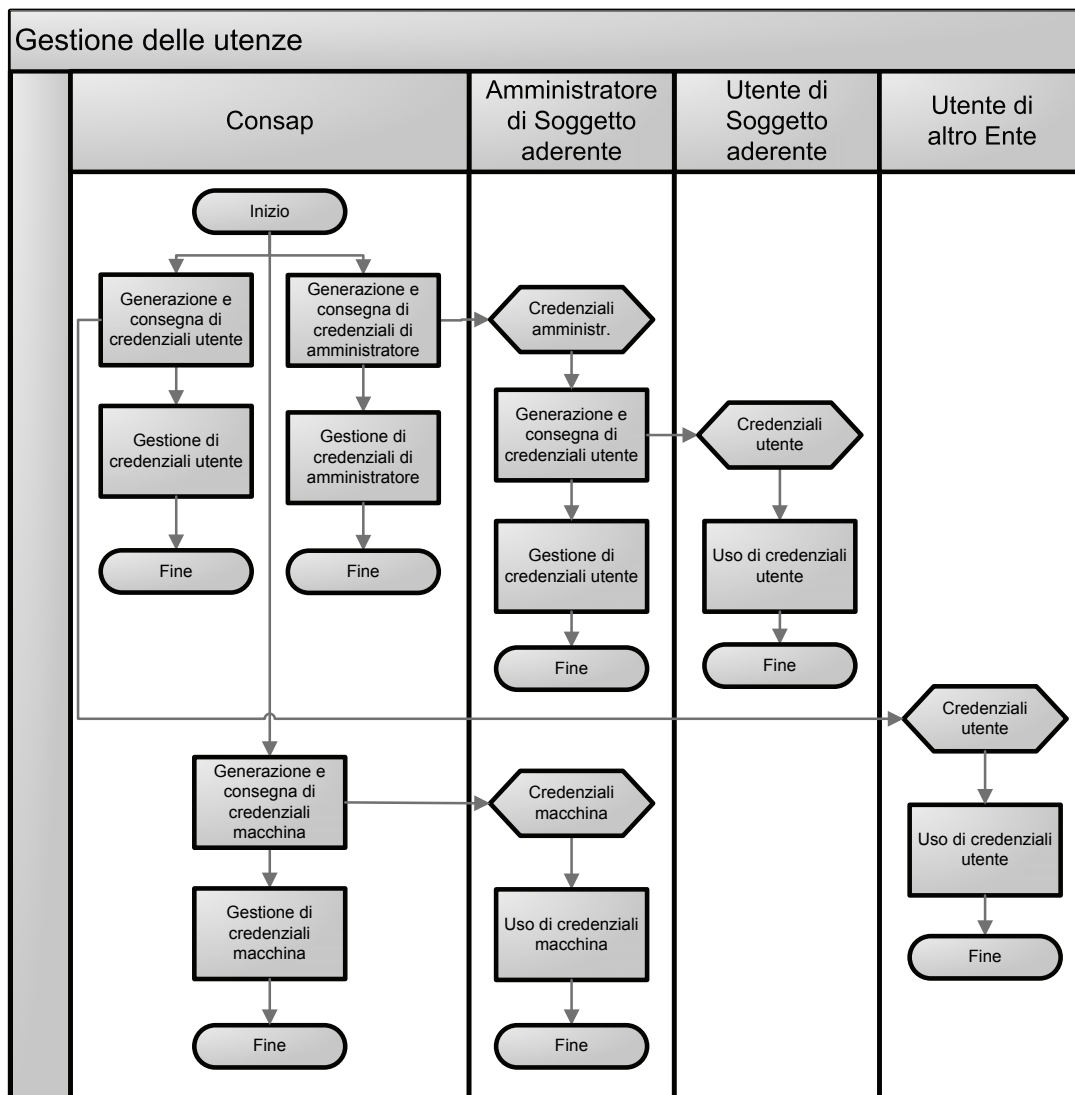 Gestione delle utenze
Consap
Amministratore
di Soggetto
aderente
Utente di
Soggetto
aderente
Utente di
altro Ente
Inizio
Generazione e
consegna di
credenziali utente
Generazione e
consegna di
credenziali di
amministratore
Credenziali
amministr.
Gestione di
credenziali utente
Gestione di
credenziali di
amministratore
Generazione e
consegna di
credenziali utente
Credenziali
utente
Fine
Fine
Gestione di
credenziali utente
Uso di credenziali
utente
Fine
Fine
Credenziali
utente
Generazione e
consegna di
credenziali
macchina
Credenziali
macchina
Uso di credenziali
utente
Gestione di
credenziali
macchina
Uso di credenziali
macchina
Fine
Fine
Fine